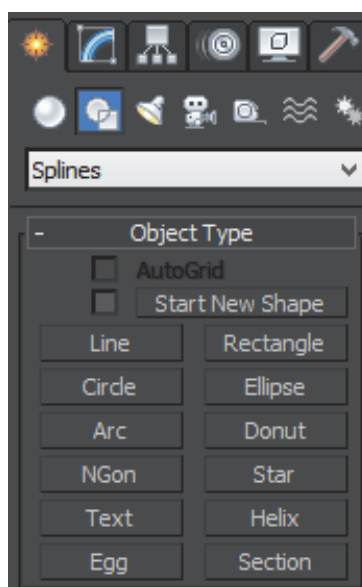 Splines
- Object Type
AutoGrid
Start New Shape
Line Rectangle
Circle Ellipse
Arc Donut
NGon Star
Text Helix
Egg Section